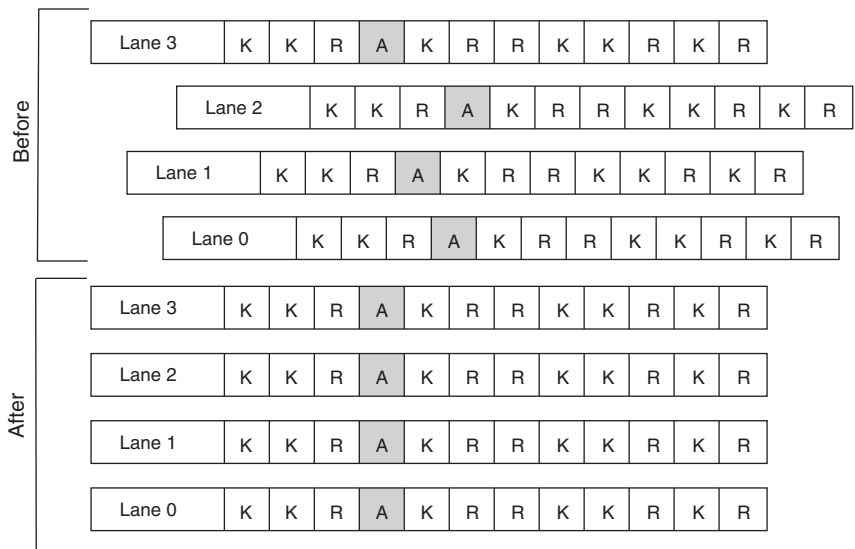 Before
Lane 3 K K R A K R R K K R K R
Lane 2 K K R A K R R K K R K R
Lane 1 K K R A K R R K K R K R
Lane 0 K K R A K R R K K R K R
After
Lane 3 K K R A K R R K K R K R
Lane 2 K K R A K R R K K R K R
Lane 1 K K R A K R R K K R K R
Lane 0 K K R A K R R K K R K R